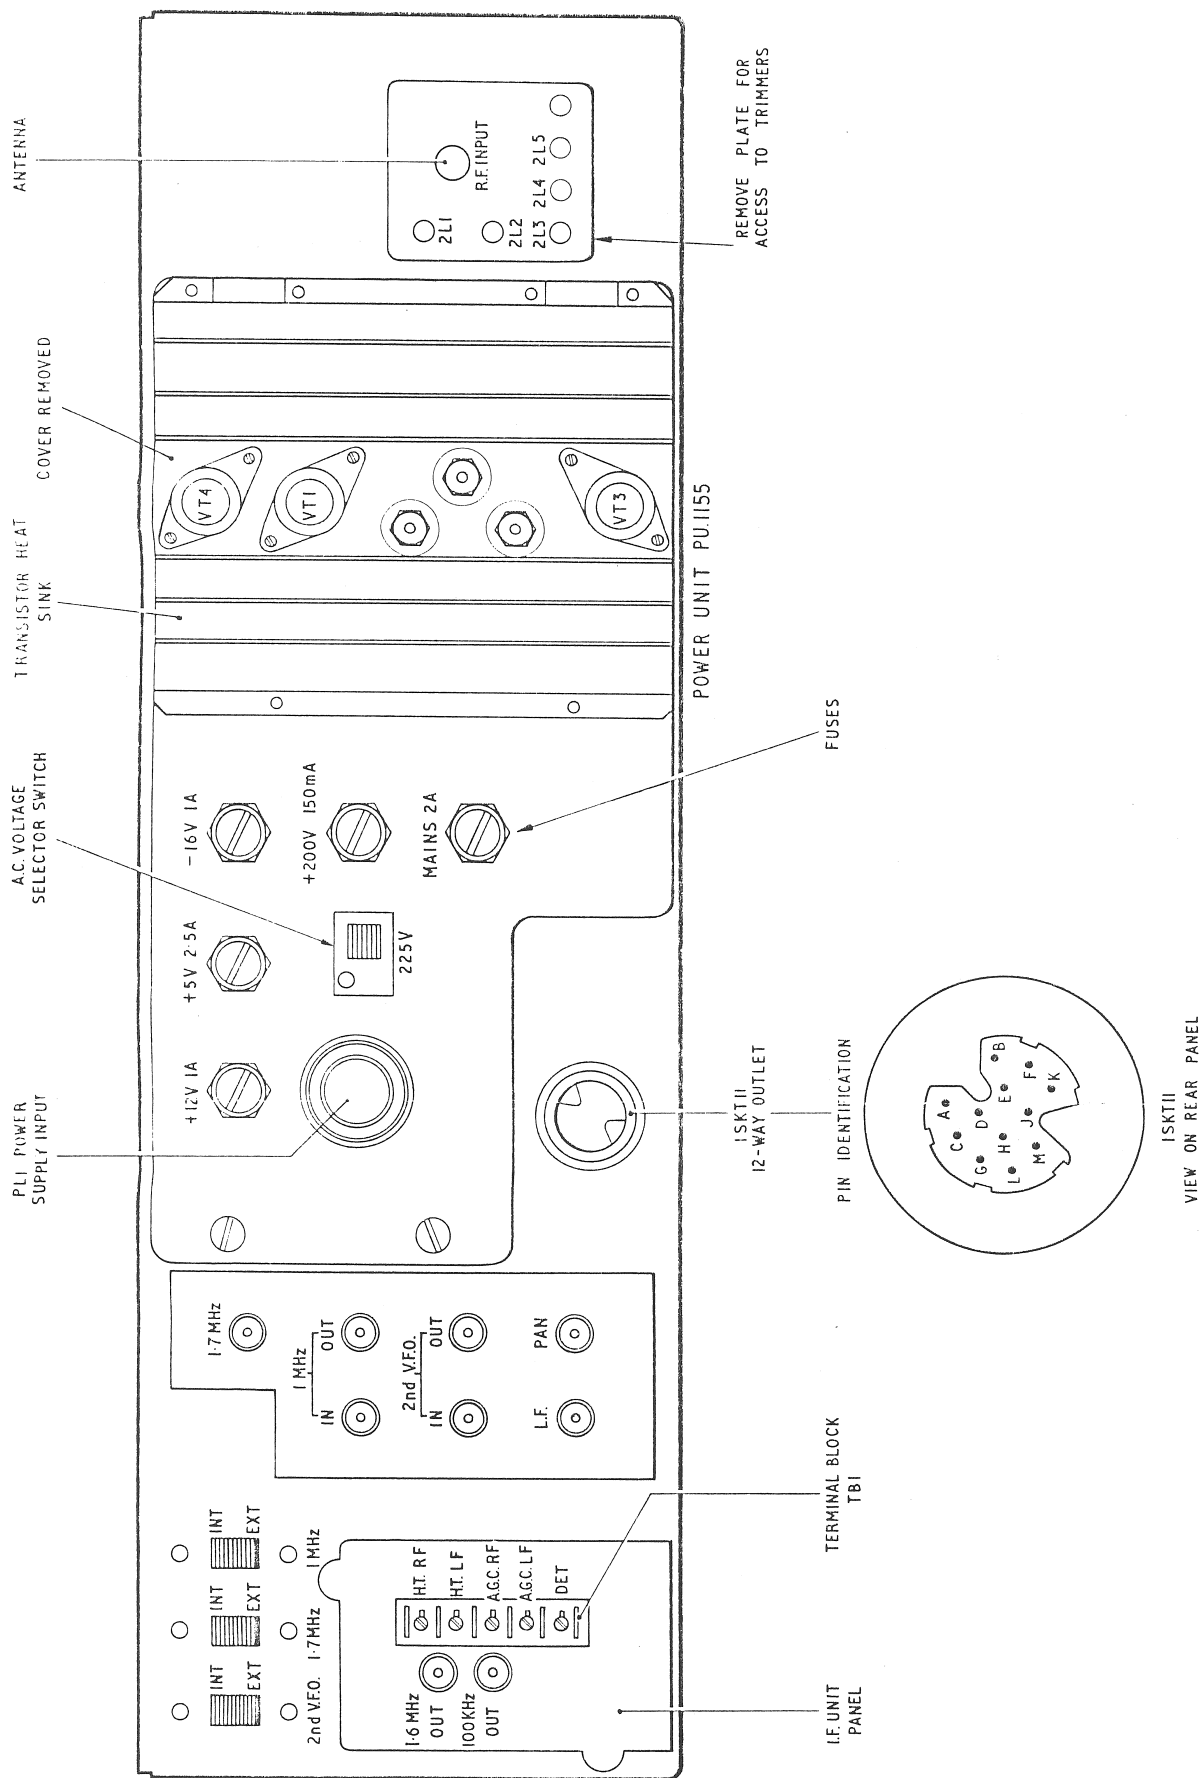 PL1 POWER
SUPPLY INPUT
A.C. VOLTAGE
SELECTOR SWITCH
TRANSISTOR HEAT
SINK
COVER REMOVED
ANTENNA
INT
EXT
2nd V.F.O.
INT
EXT
1·7MHz
INT
EXT
1MHz
1·7MHz
1MHz
IN
OUT
2nd V.F.O.
IN
OUT
L.F.
PAN
+12V 1A
+5V 2·5A
-16V 1A
225V
+200V 150mA
MAINS 2A
VT4
VT1
VT3
2L1
R.F. INPUT
2L2
2L3
2L4
2L5
1·6MHz
OUT
100KHz
OUT
H.T. RF
H.T. LF
A.G.C. RF
A.G.C. LF
DET
POWER UNIT PU.1155
I.F. UNIT
PANEL
TERMINAL BLOCK
TB1
1SKT11
12-WAY OUTLET
FUSES
REMOVE PLATE FOR
ACCESS TO TRIMMERS
PIN IDENTIFICATION
A
B
C
D
E
F
G
H
J
K
L
M
1SKT11
VIEW ON REAR PANEL